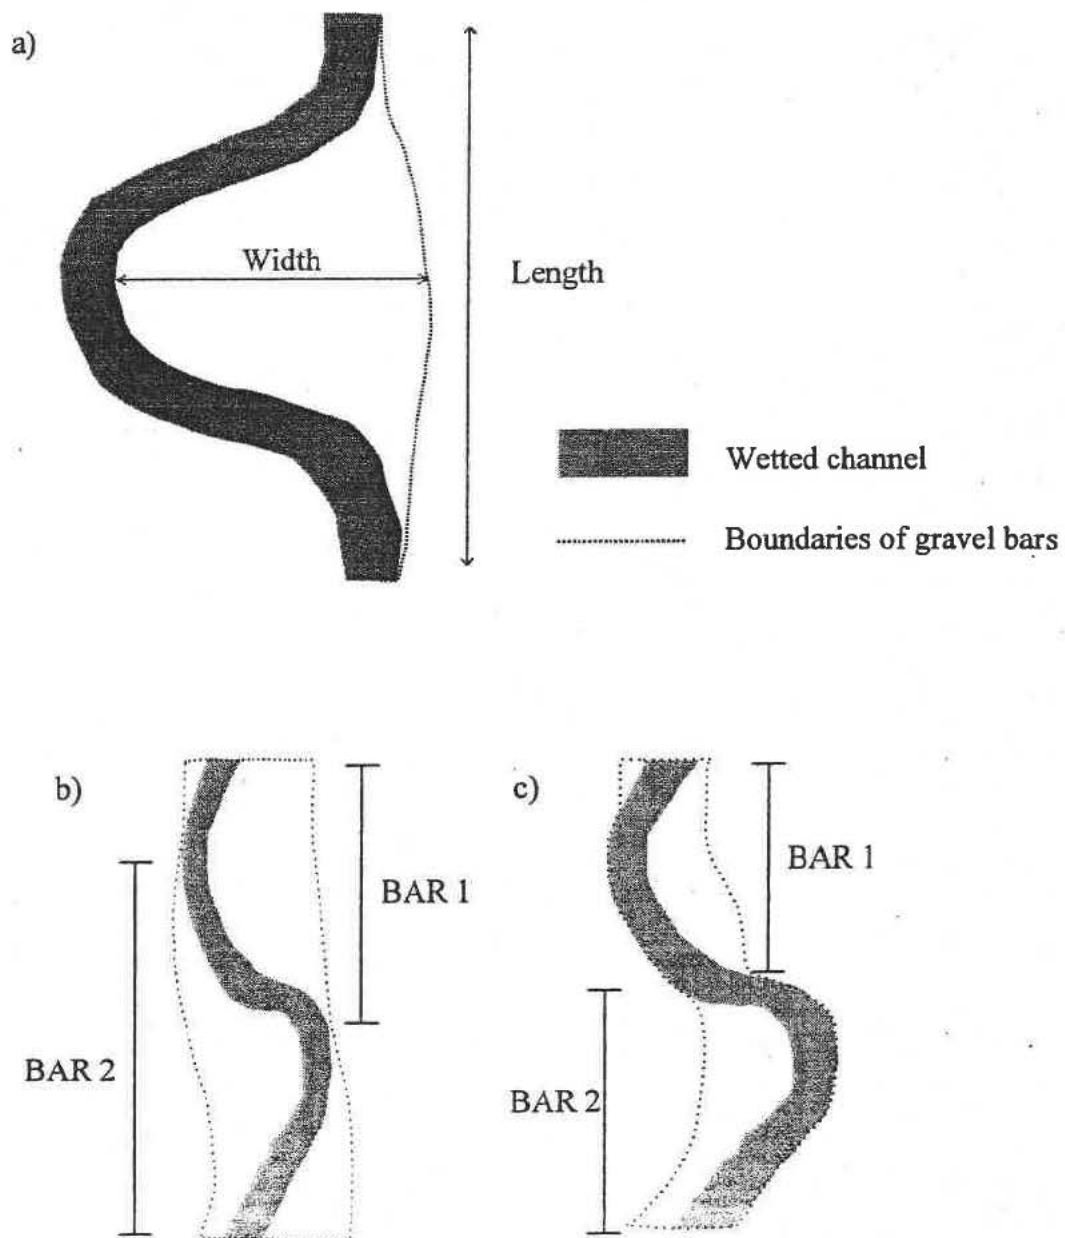 a)
Width
Length
Wetted channel
Boundaries of gravel bars
b)
BAR 1
BAR 2
c)
BAR 1
BAR 2